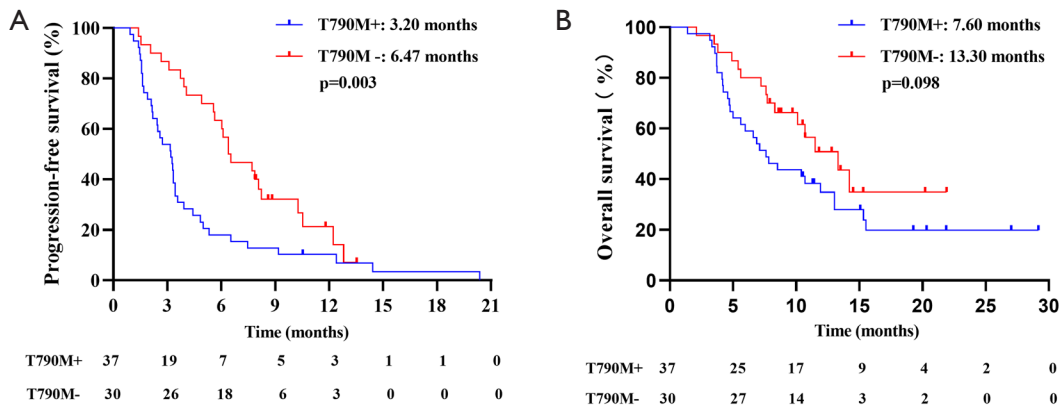 A
T790M+: 3.20 months
T790M -: 6.47 months
p=0.003
Progression-free survival (%)
100
80
60
40
20
0
0 3 6 9 12 15 18 21
Time (months)
T790M+ 37 19 7 5 3 1 1 0
T790M- 30 26 18 6 3 0 0 0
B
T790M+: 7.60 months
T790M-: 13.30 months
p=0.098
Overall survival ( %)
100
80
60
40
20
0
0 5 10 15 20 25 30
Time (months)
T790M+ 37 25 17 9 4 2 0
T790M- 30 27 14 3 2 0 0